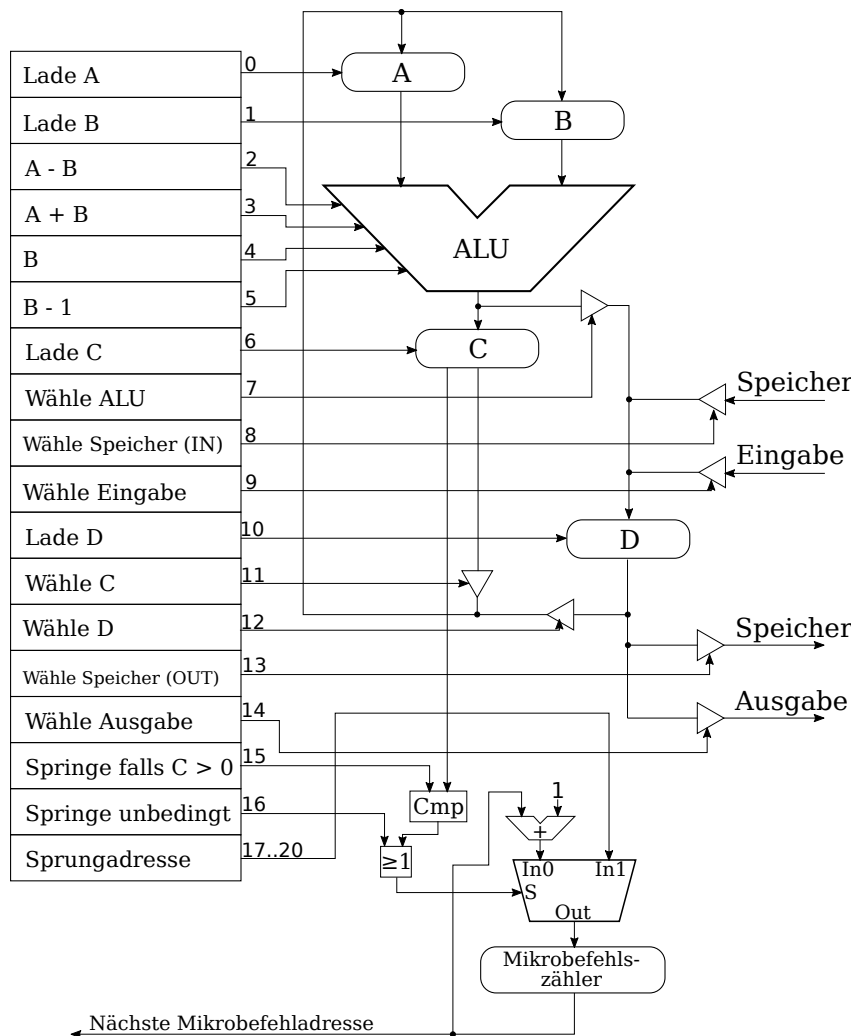 Lade A
0
Lade B
1
A - B
2
A + B
3
B
4
B - 1
5
Lade C
6
Wähle ALU
7
Wähle Speicher (IN)
8
Wähle Eingabe
9
Lade D
10
Wähle C
11
Wähle D
12
Wähle Speicher (OUT)
13
Wähle Ausgabe
14
Springe falls C > 0
15
Springe unbedingt
16
Sprungadresse
17..20
A
B
ALU
C
Speicher
Eingabe
D
Speicher
Ausgabe
Cmp
≥1
1
+
In0
In1
S
Out
Mikrobefehls-
zähler
Nächste Mikrobefehladresse